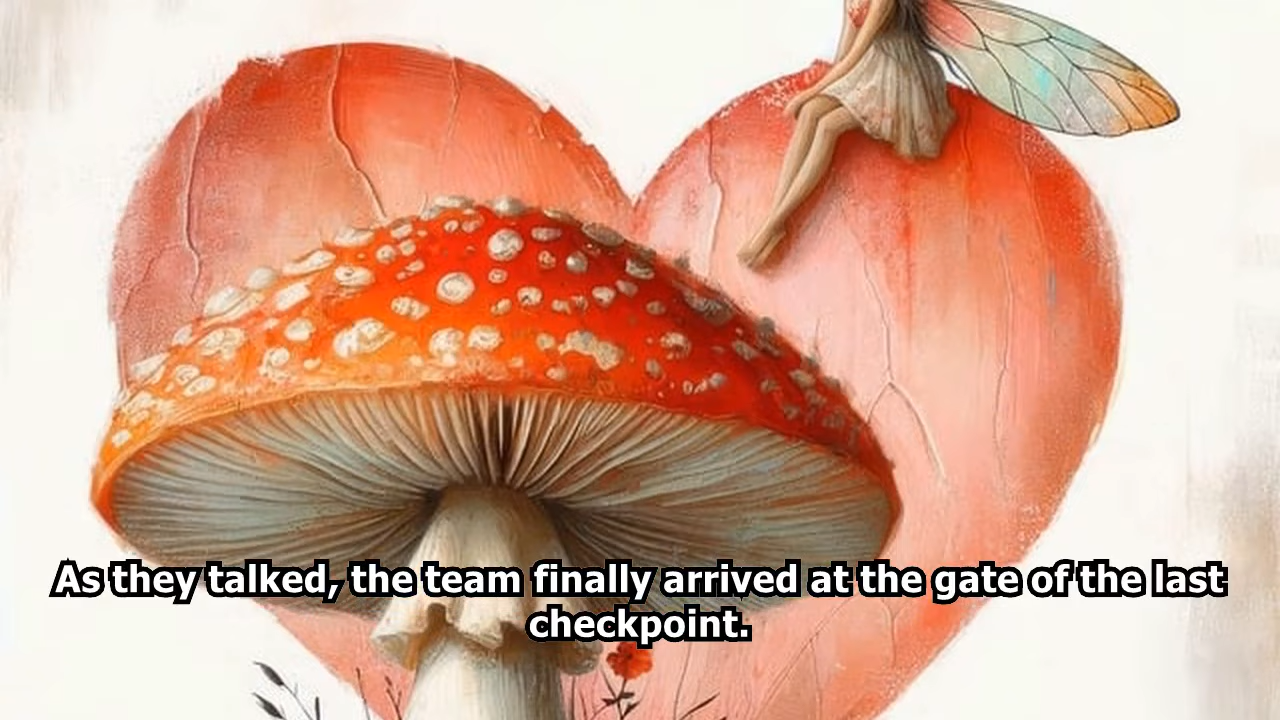 As they talked, the team finally arrived at the gate of the last
checkpoint.